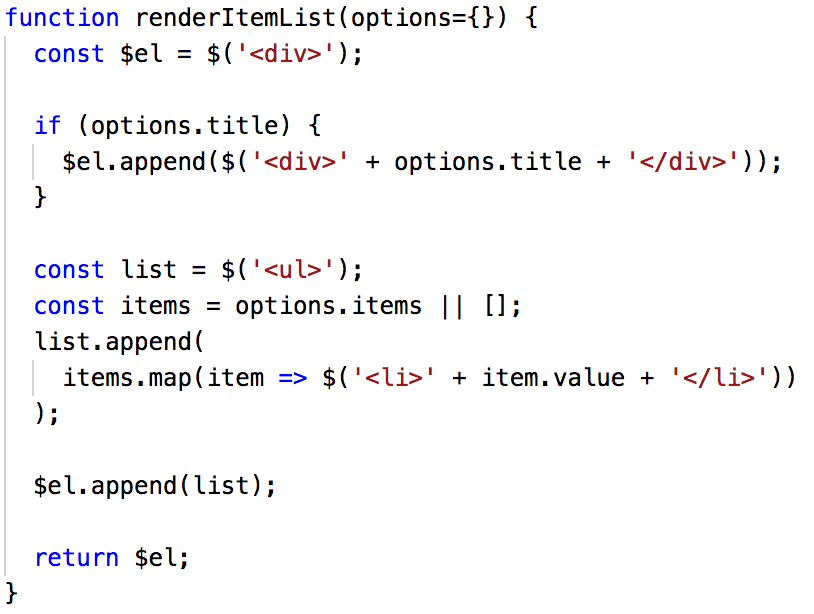 function renderItemList(options={}) {
  const $el = $('<div>');

  if (options.title) {
    $el.append($('<div>' + options.title + '</div>'));
  }

  const list = $('<ul>');
  const items = options.items || [];
  list.append(
    items.map(item => $('<li>' + item.value + '</li>'))
  );

  $el.append(list);

  return $el;
}